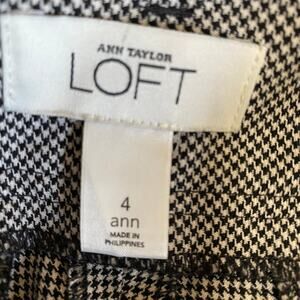 ANN TAYLOR
LOFT
4
ann
MADE IN
PHILIPPINES